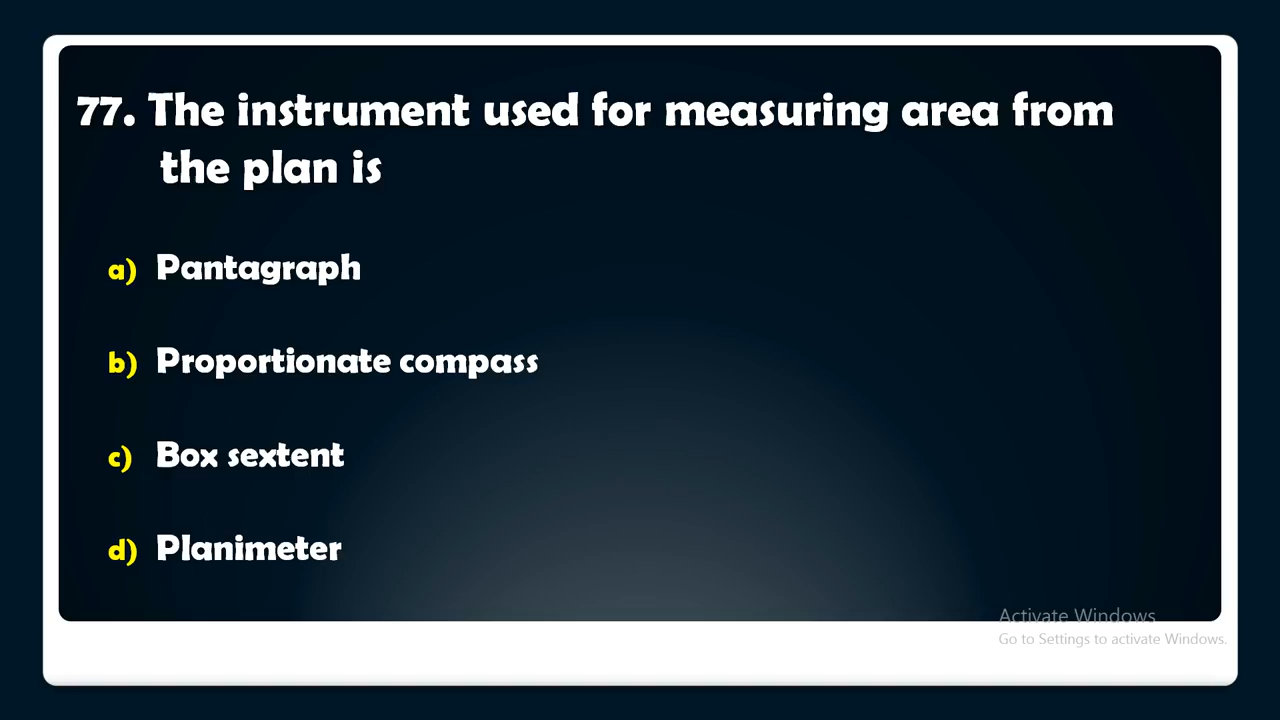 77. The instrument used for measuring area from
the plan is
a) Pantagraph
b) Proportionate compass
c) Box sextent
d) Planimeter
Activate Windows
Go to Settings to activate Windows.